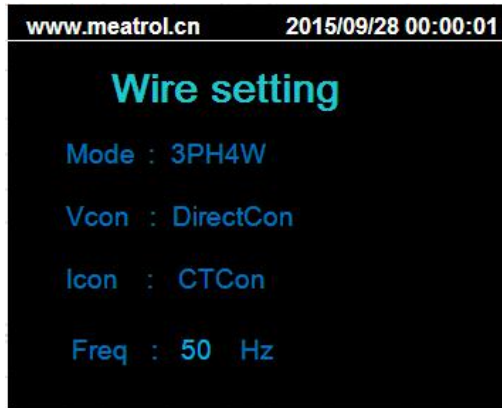 www.meatrol.cn 2015/09/28 00:00:01
Wire setting
Mode : 3PH4W
Vcon : DirectCon
Icon : CTCon
Freq : 50 Hz